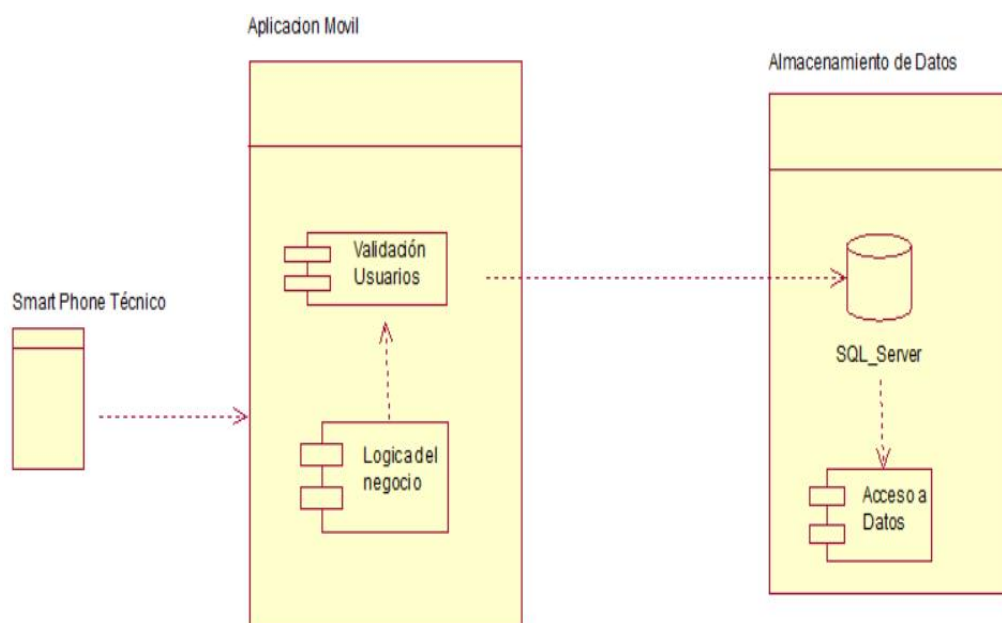 Aplicacion Movil
Almacenamiento de Datos
Smart Phone Técnico
Validación
Usuarios
SQL_Server
Logica del
negocio
Acceso a
Datos